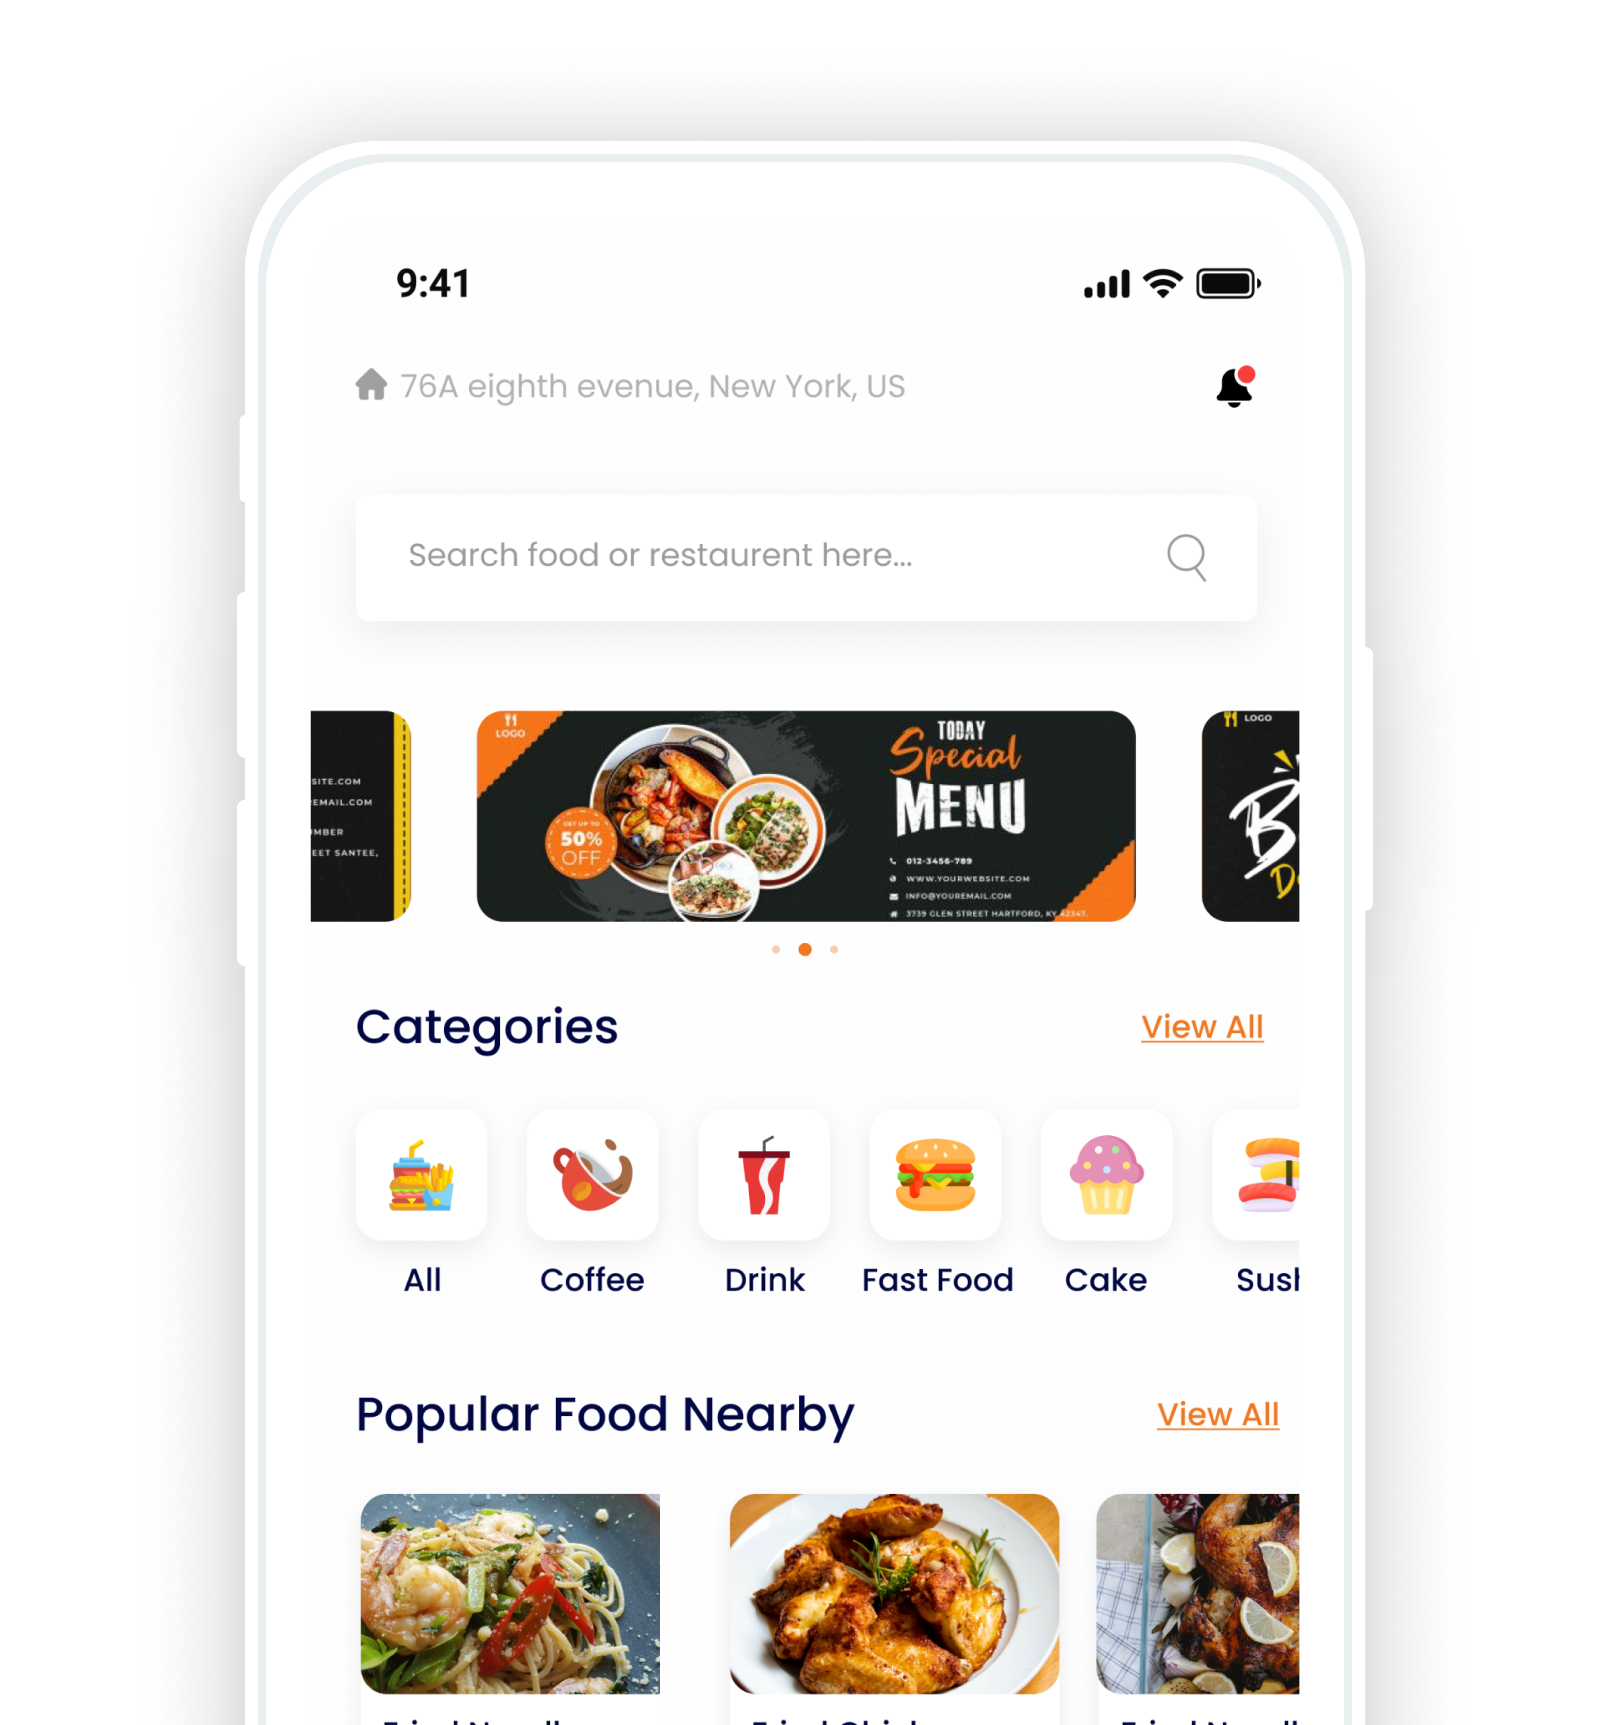 9:41
76A eighth evenue, New York, US
Search food or restaurent here...
SITE.COM
EMAIL.COM
UMBER
EET SANTEE,
LOGO
GET UP TO
50%
OFF
TODAY
Special
MENU
012-3456-789
WWW.YOURWEBSITE.COM
INFO@YOUREMAIL.COM
3739 GLEN STREET HARTFORD, KY 42347.
LOGO
B
D
Categories
View All
All
Coffee
Drink
Fast Food
Cake
Sush
Popular Food Nearby
View All